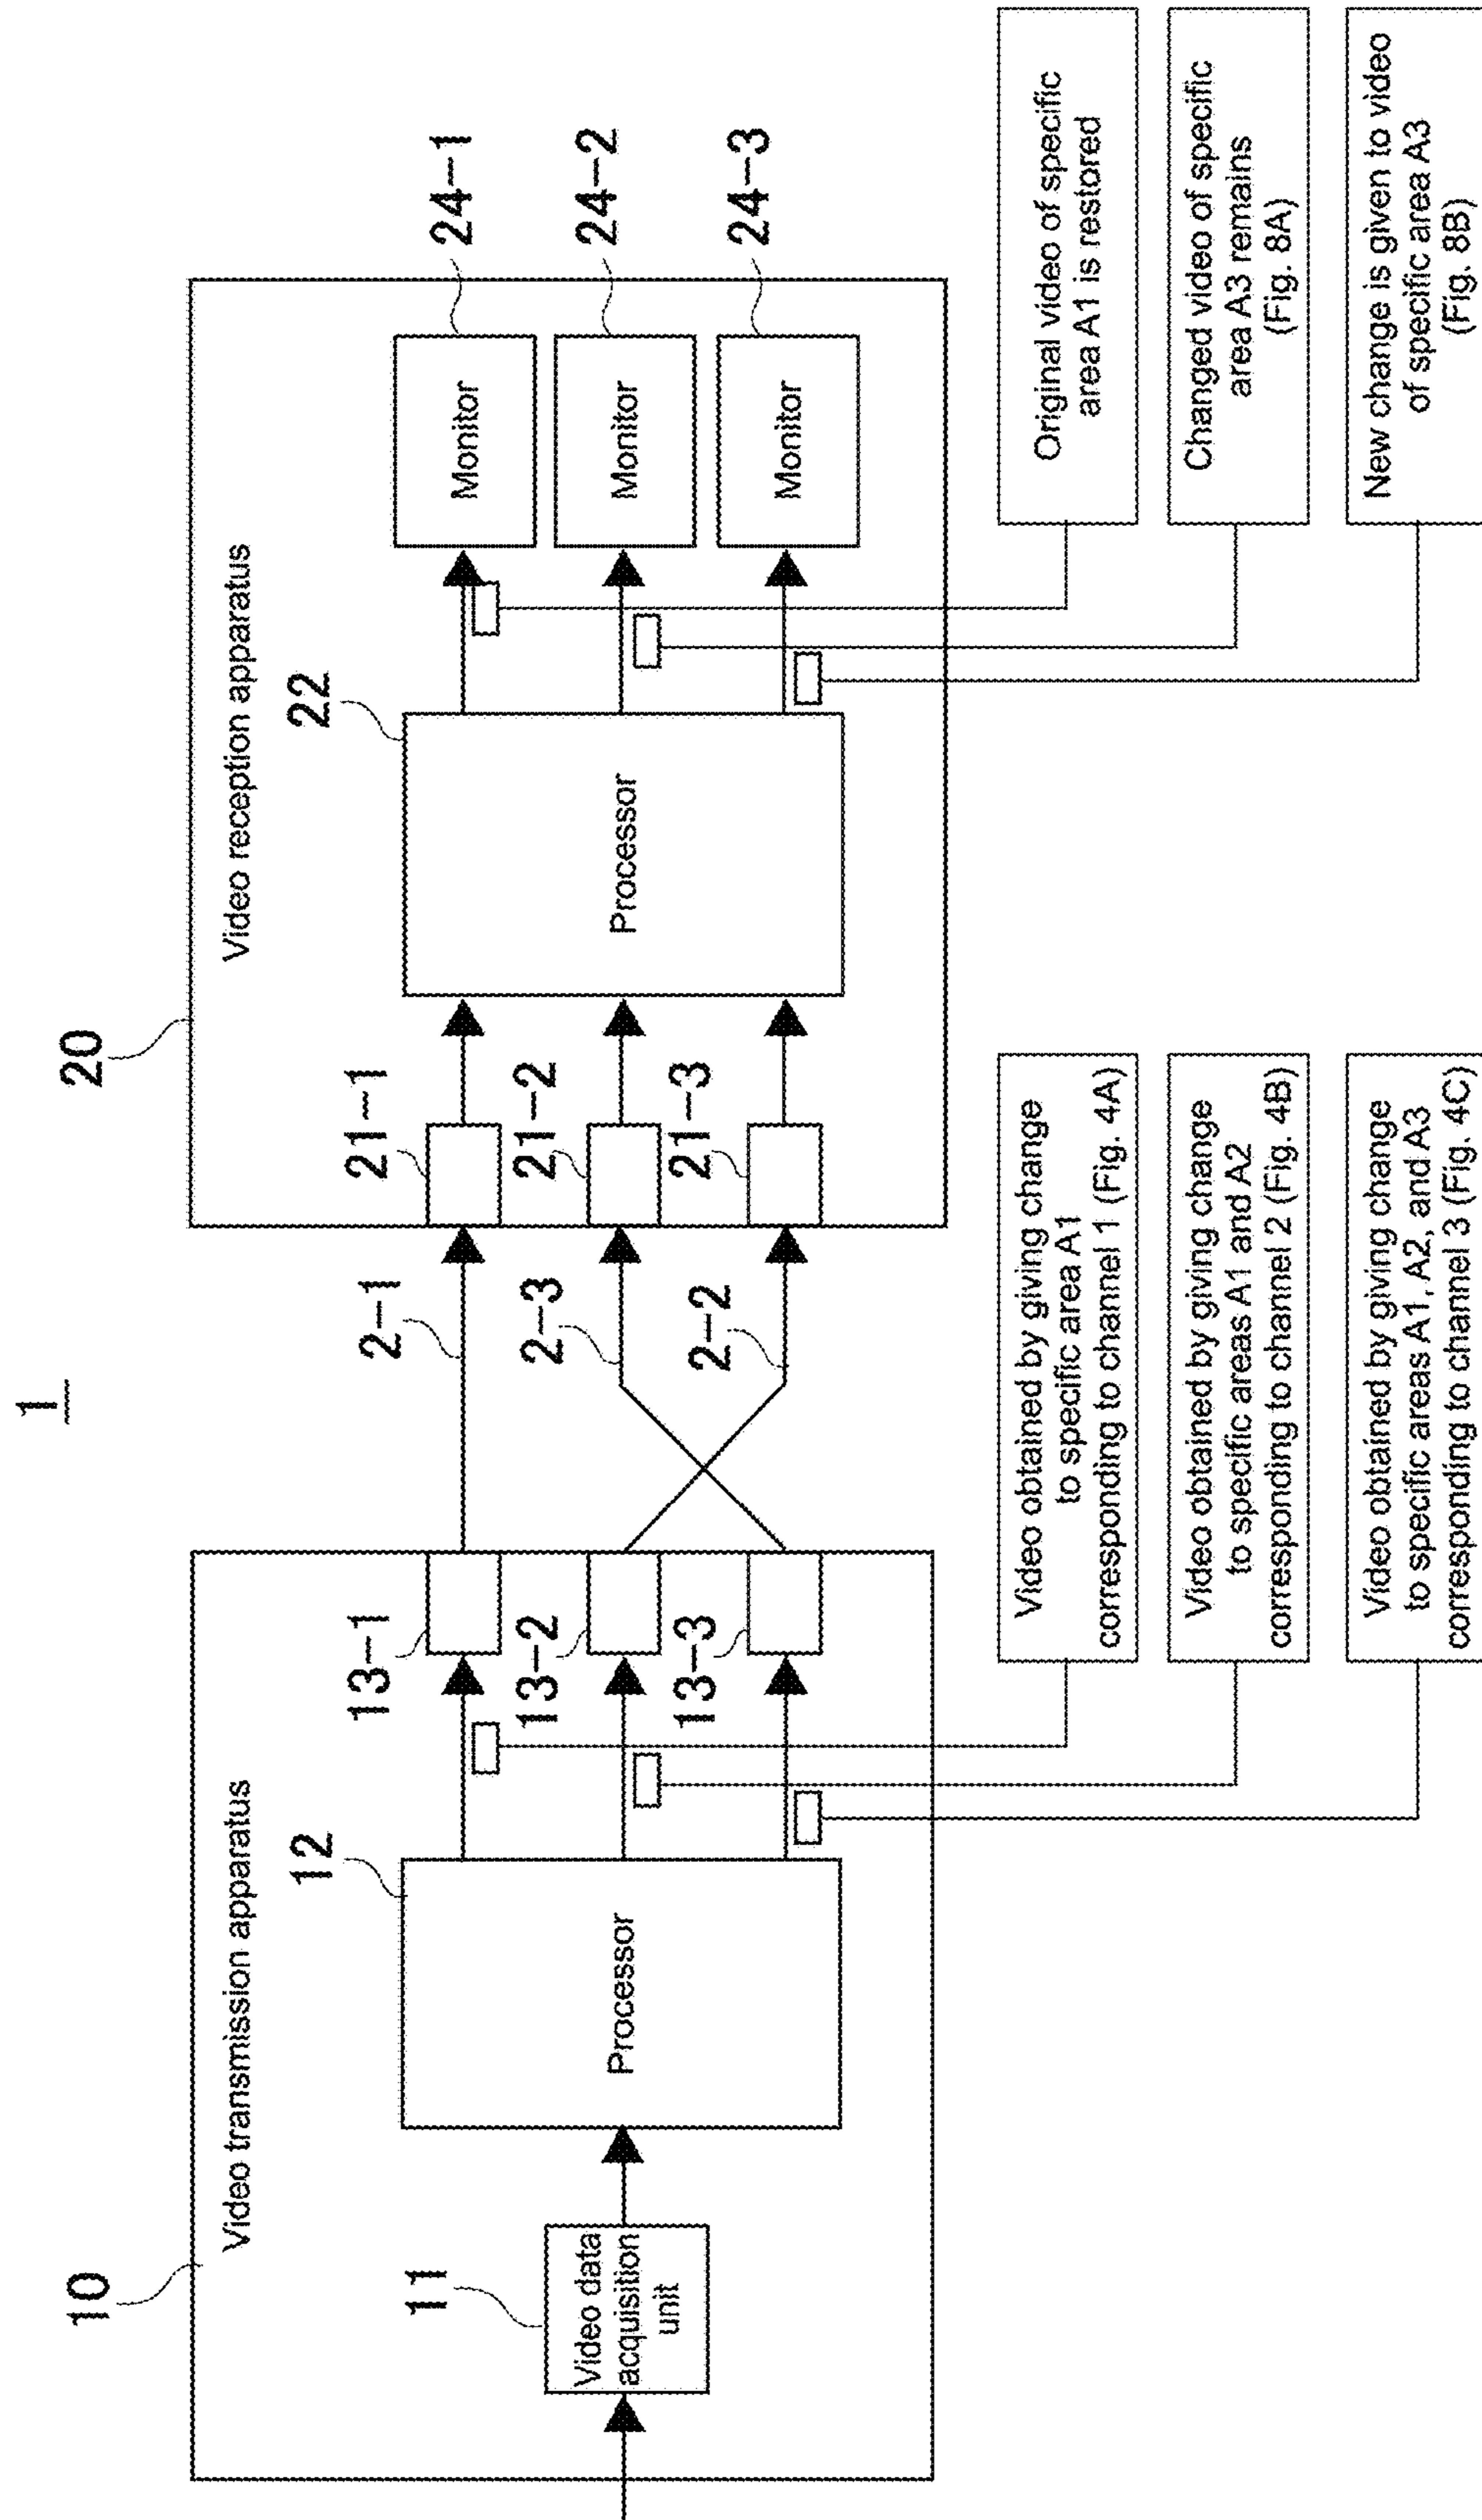 1
10
Video transmission apparatus
11
Video data
acquisition
unit
12
Processor
13-1
13-2
13-3
2-1
2-3
2-2
20
Video reception apparatus
21-1
21-2
21-3
22
Processor
Monitor
24-1
Monitor
24-2
Monitor
24-3
Video obtained by giving change
to specific area A1
corresponding to channel 1 (Fig. 4A)
Video obtained by giving change
to specific areas A1 and A2
corresponding to channel 2 (Fig. 4B)
Video obtained by giving change
to specific areas A1, A2, and A3
corresponding to channel 3 (Fig. 4C)
Original video of specific
area A1 is restored
Changed video of specific
area A3 remains
(Fig. 8A)
New change is given to video
of specific area A3
(Fig. 8B)